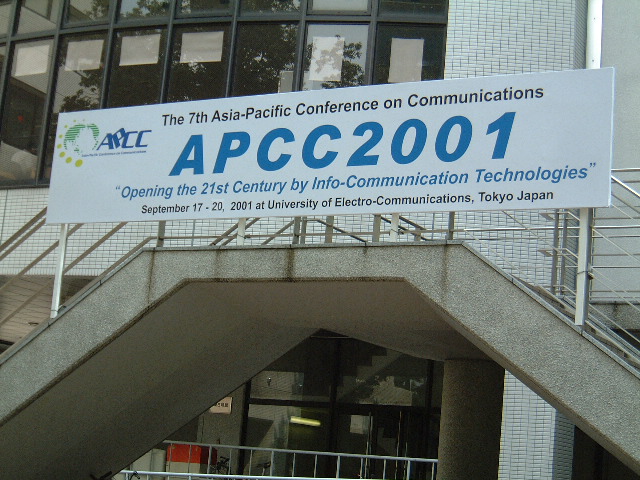 The 7th Asia-Pacific Conference on Communications
APCC
APCC2001
"Opening the 21st Century by Info-Communication Technologies"
September 17 - 20, 2001 at University of Electro-Communications, Tokyo Japan